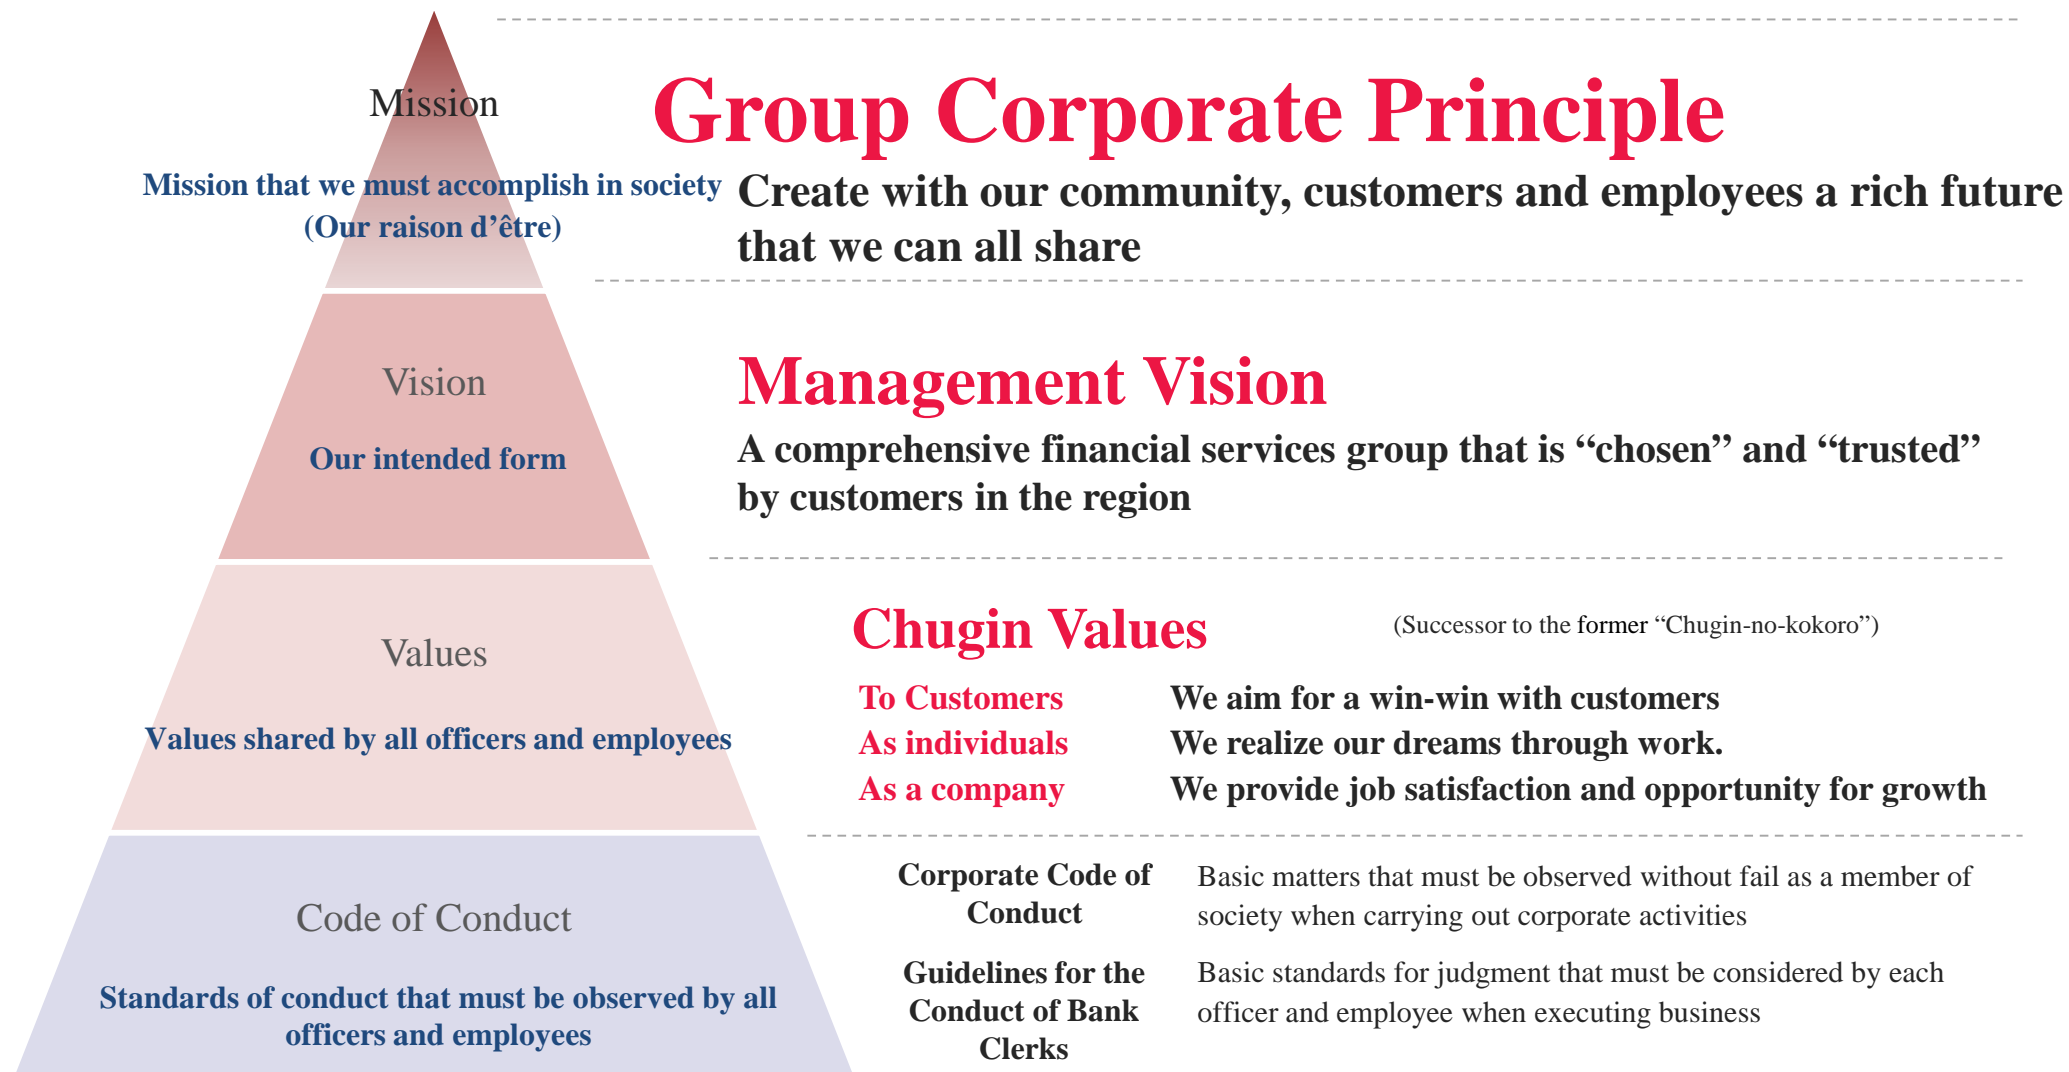 Mission
Mission that we must accomplish in society
(Our raison d’être)
Group Corporate Principle
Create with our community, customers and employees a rich future
that we can all share
Vision
Our intended form
Management Vision
A comprehensive financial services group that is “chosen” and “trusted”
by customers in the region
Values
Values shared by all officers and employees
Chugin Values
(Successor to the former “Chugin-no-kokoro”)
To Customers We aim for a win-win with customers
As individuals We realize our dreams through work.
As a company We provide job satisfaction and opportunity for growth
Code of Conduct
Standards of conduct that must be observed by all
officers and employees
Corporate Code of
Conduct
Basic matters that must be observed without fail as a member of
society when carrying out corporate activities
Guidelines for the
Conduct of Bank
Clerks
Basic standards for judgment that must be considered by each
officer and employee when executing business